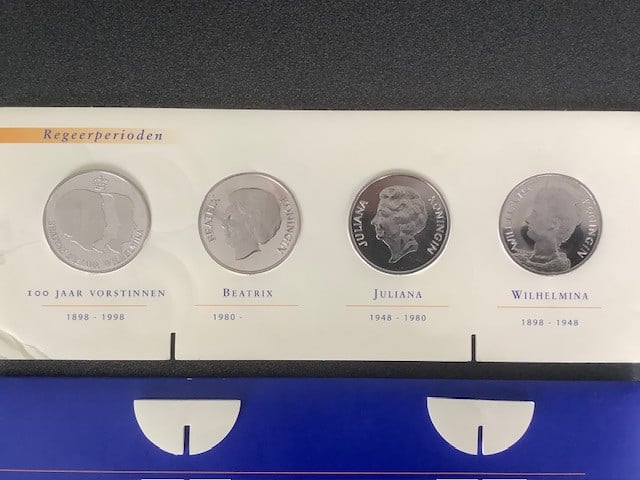 Regeerperioden
BEATRIX KONINGIN
JULIANA KONINGIN
WILHELMINA KONINGIN
100 JAAR VORSTINNEN
BEATRIX
JULIANA
WILHELMINA
1898 - 1998
1980 -
1948 - 1980
1898 - 1948